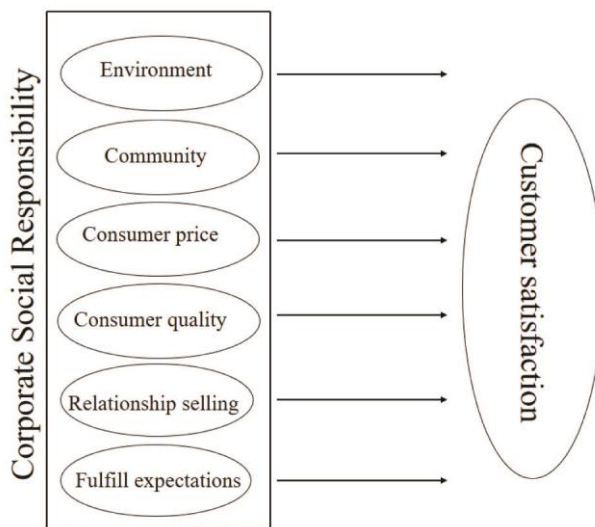 Corporate Social Responsibility
Environment
Community
Consumer price
Consumer quality
Relationship selling
Fulfill expectations
Customer satisfaction